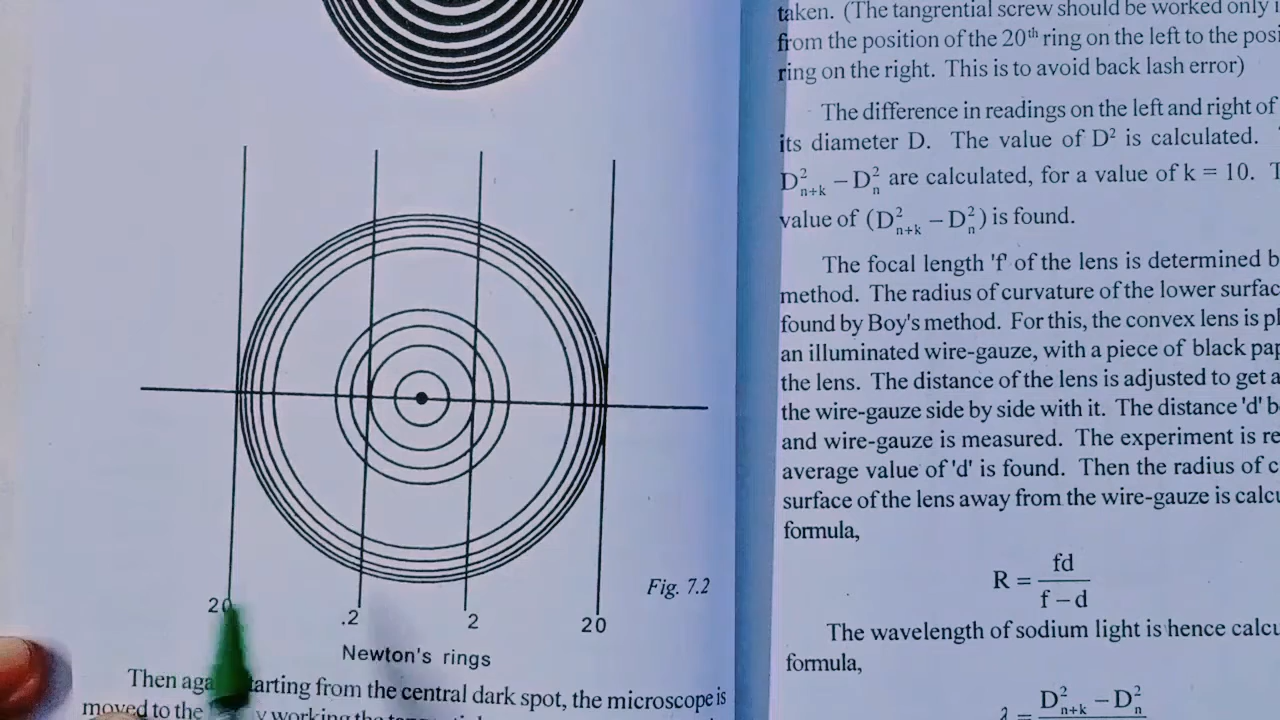 20
.2
2
20
Fig. 7.2
Newton's rings
Then starting from the central dark spot, the microscope is
moved to the working the
taken. (The tangrential screw should be worked only
from the position of the 20th ring on the left to the
ring on the right. This is to avoid back lash error)
The difference in readings on the left and right of
its diameter D. The value of D² is calculated.
D²n+k – D²n are calculated, for a value of k = 10.
value of (D²n+k – D²n) is found.
The focal length 'f' of the lens is determined
method. The radius of curvature of the lower
found by Boy's method. For this, the convex lens is
an illuminated wire-gauze, with a piece of black
the lens. The distance of the lens is adjusted to get a
the wire-gauze side by side with it. The distance 'd'
and wire-gauze is measured. The experiment is
average value of 'd' is found. Then the radius of
surface of the lens away from the wire-gauze is
formula,
R = fd / f – d
The wavelength of sodium light is hence
formula,
λ = D²n+k – D²n